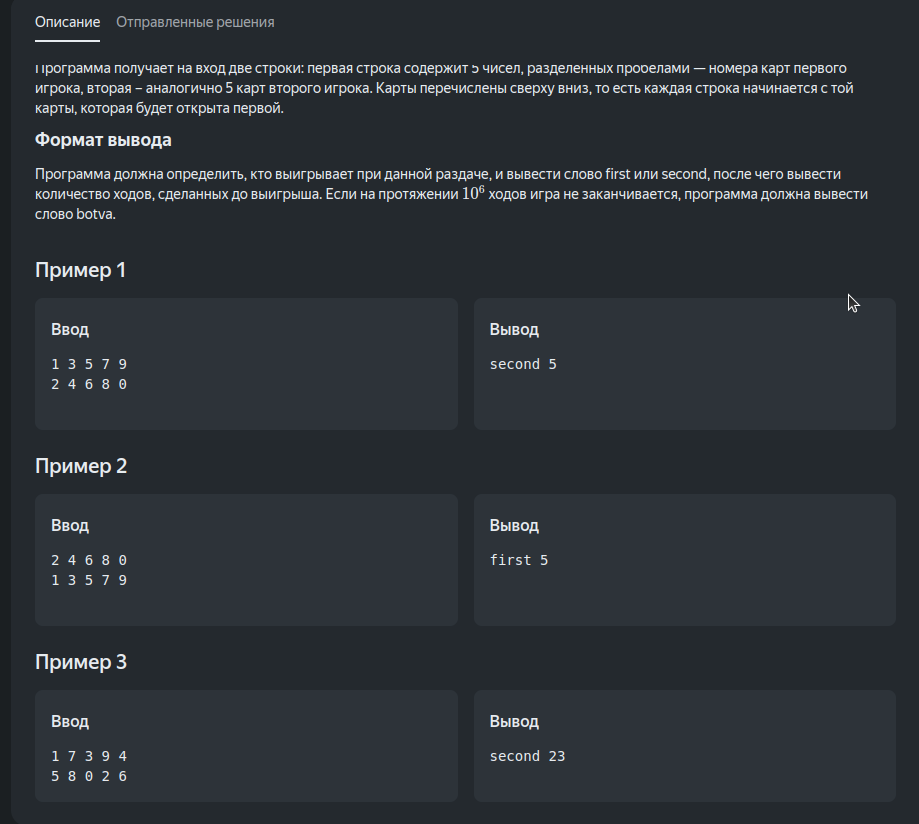 Описание Отправленные решения
Программа получает на вход две строки: первая строка содержит 5 чисел, разделенных пробелами — номера карт первого
игрока, вторая – аналогично 5 карт второго игрока. Карты перечислены сверху вниз, то есть каждая строка начинается с той
карты, которая будет открыта первой.
Формат вывода
Программа должна определить, кто выигрывает при данной раздаче, и вывести слово first или second, после чего вывести
количество ходов, сделанных до выигрыша. Если на протяжении 10⁶ ходов игра не заканчивается, программа должна вывести
слово botva.
Пример 1
Ввод
1 3 5 7 9
2 4 6 8 0
Вывод
second 5
Пример 2
Ввод
2 4 6 8 0
1 3 5 7 9
Вывод
first 5
Пример 3
Ввод
1 7 3 9 4
5 8 0 2 6
Вывод
second 23